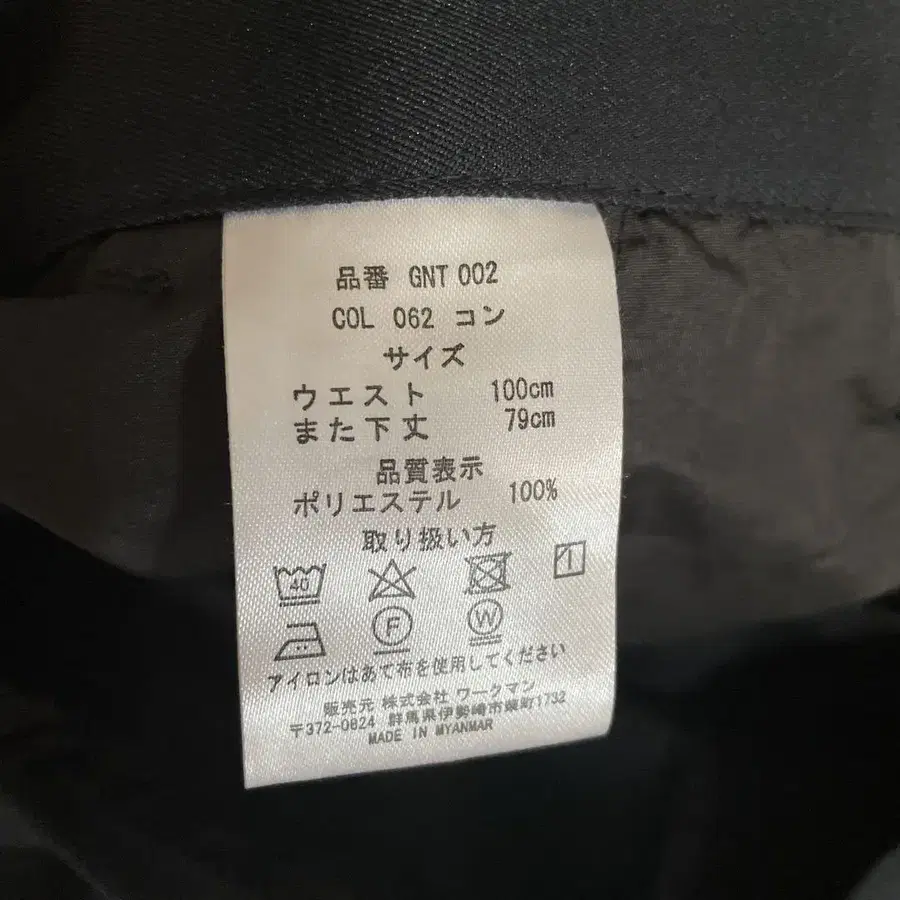 品番 GNT 002
COL 062 コン
サイズ
ウエスト 100cm
また下丈 79cm
品質表示
ポリエステル 100%
取り扱い方
40
F W
アイロンはあて布を使用してください
販売元 株式会社 ワークマン
〒372-0824 群馬県伊勢崎市柴町1732
MADE IN MYANMAR